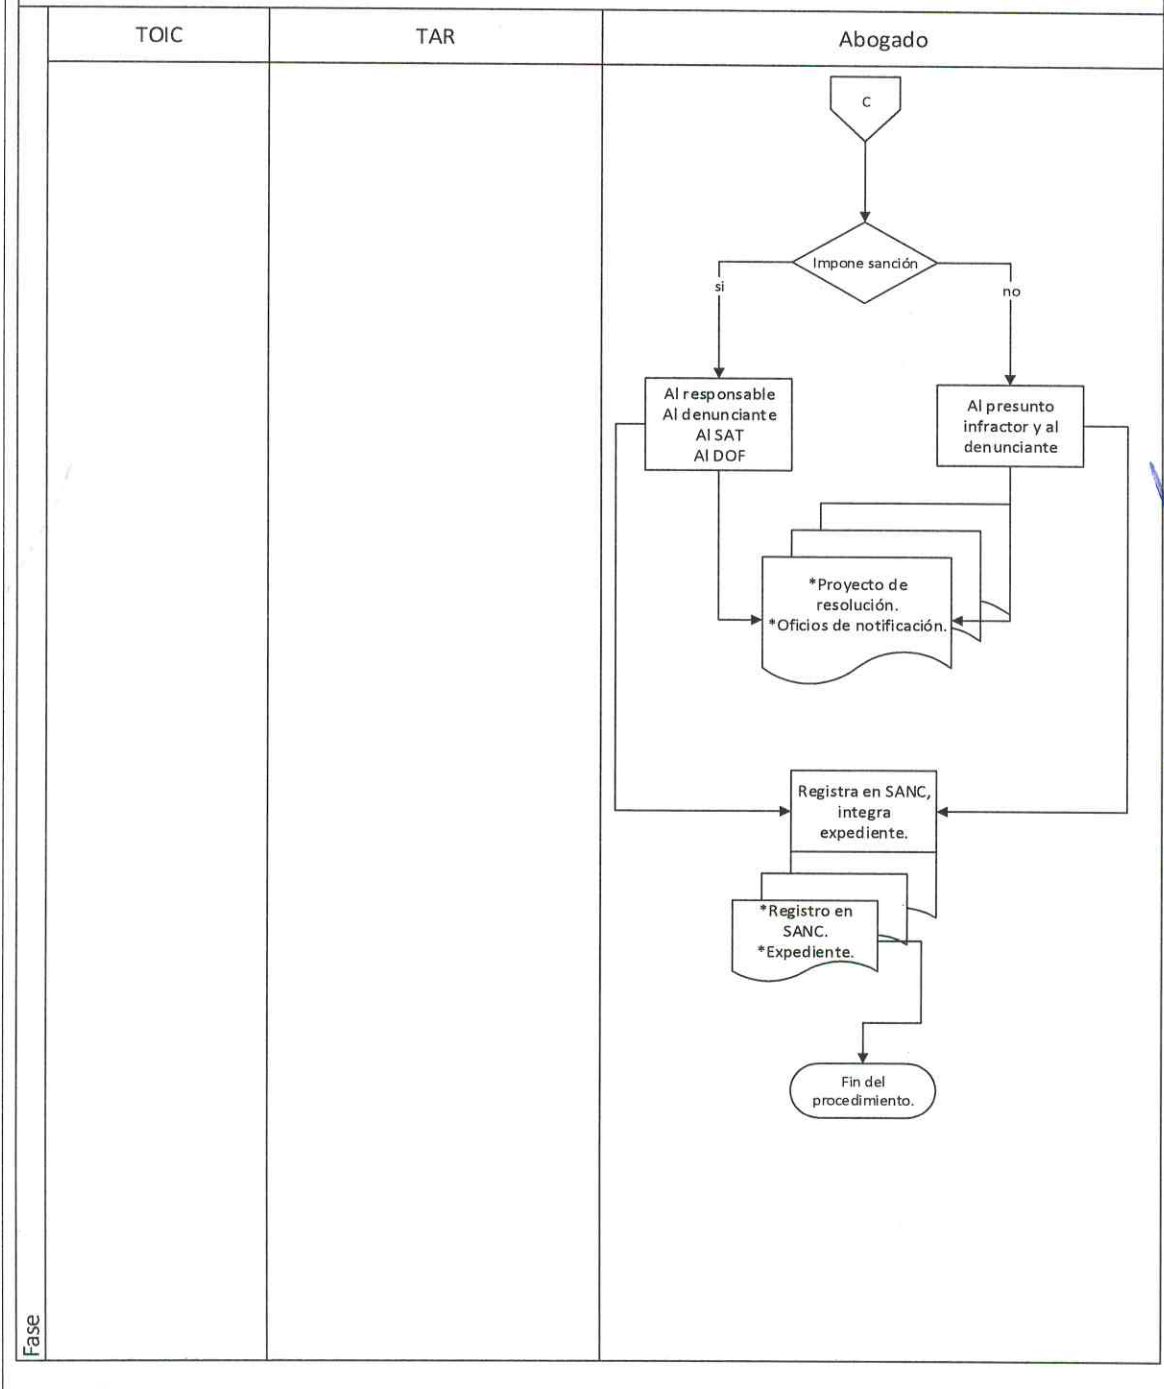 TOIC
TAR
Abogado
C
Impone sanción
si
no
Al responsable
Al denunciante
Al SAT
Al DOF
Al presunto
infractor y al
denunciante
*Proyecto de
resolución.
*Oficios de notificación.
Registra en SANC,
integra
expediente.
*Registro en
SANC.
*Expediente.
Fin del
procedimiento.
Fase